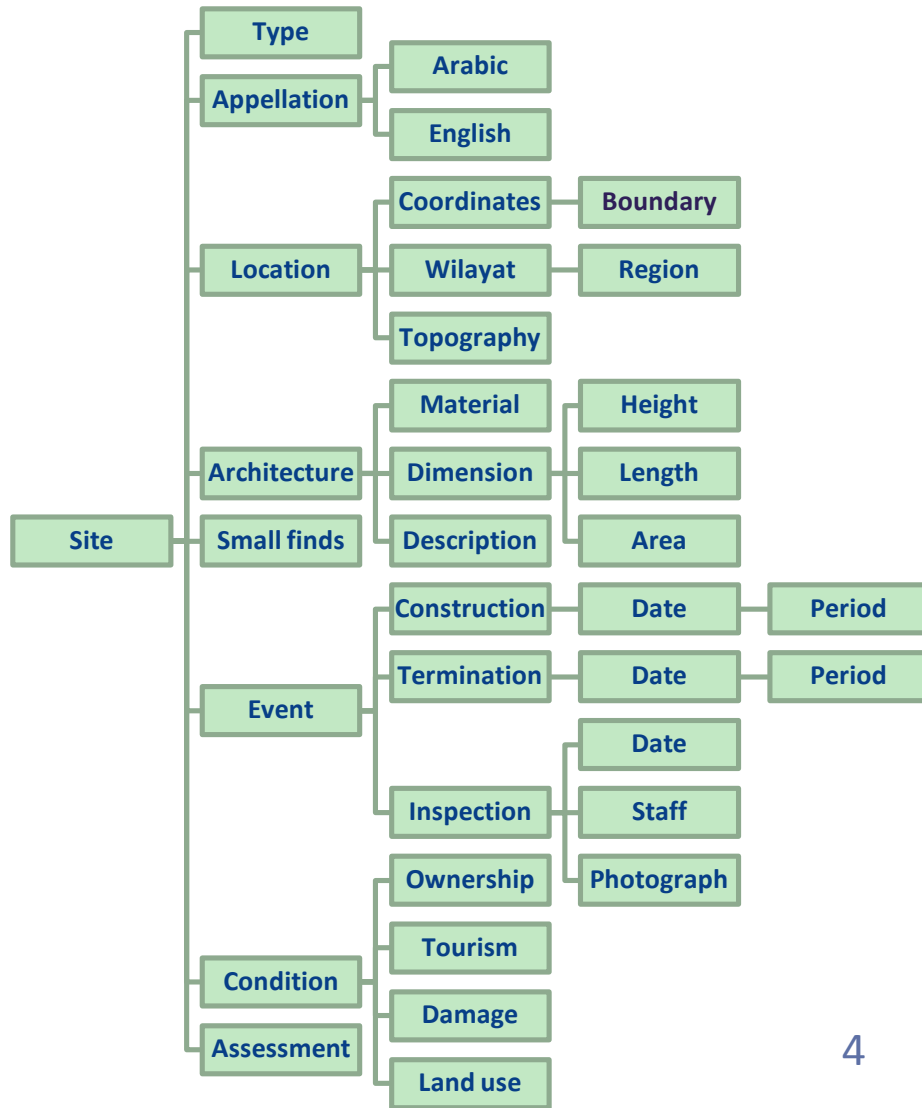 Type
Arabic
Appellation
English
Coordinates
Boundary
Location
Wilayat
Region
Topography
Material
Height
Architecture
Dimension
Length
Site
Small finds
Description
Area
Construction
Date
Period
Termination
Date
Period
Event
Date
Inspection
Staff
Ownership
Photograph
Tourism
Condition
Damage
Assessment
Land use
4